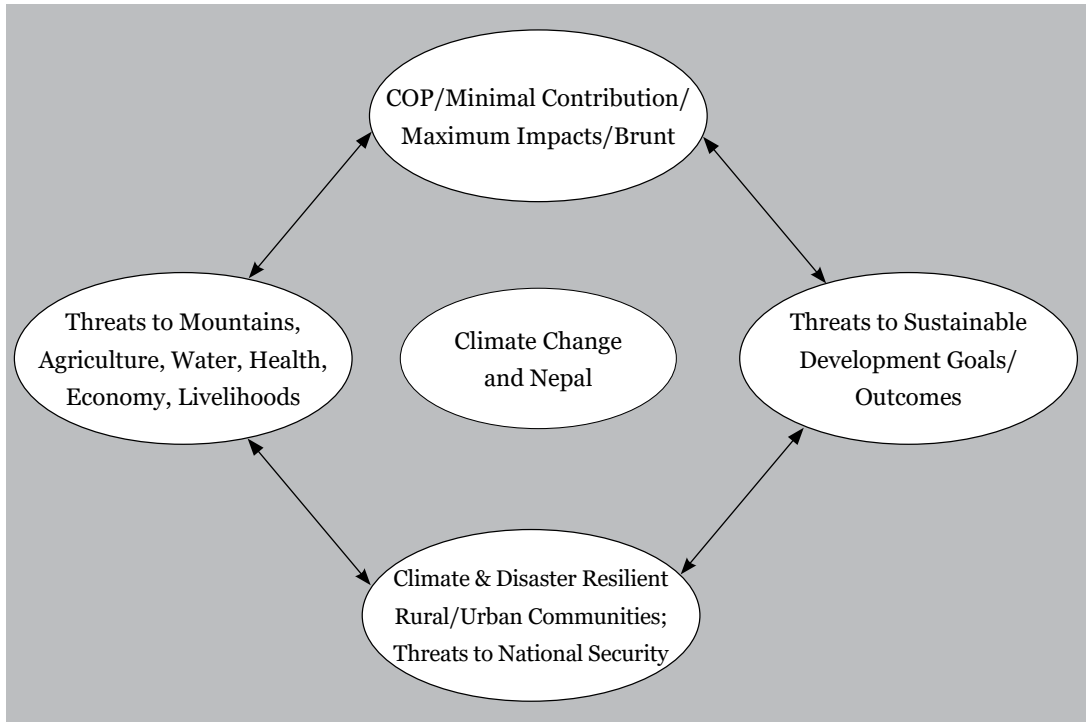 COP/Minimal Contribution/
Maximum Impacts/Brunt
Threats to Mountains,
Agriculture, Water, Health,
Economy, Livelihoods
Climate Change
and Nepal
Threats to Sustainable
Development Goals/
Outcomes
Climate & Disaster Resilient
Rural/Urban Communities;
Threats to National Security